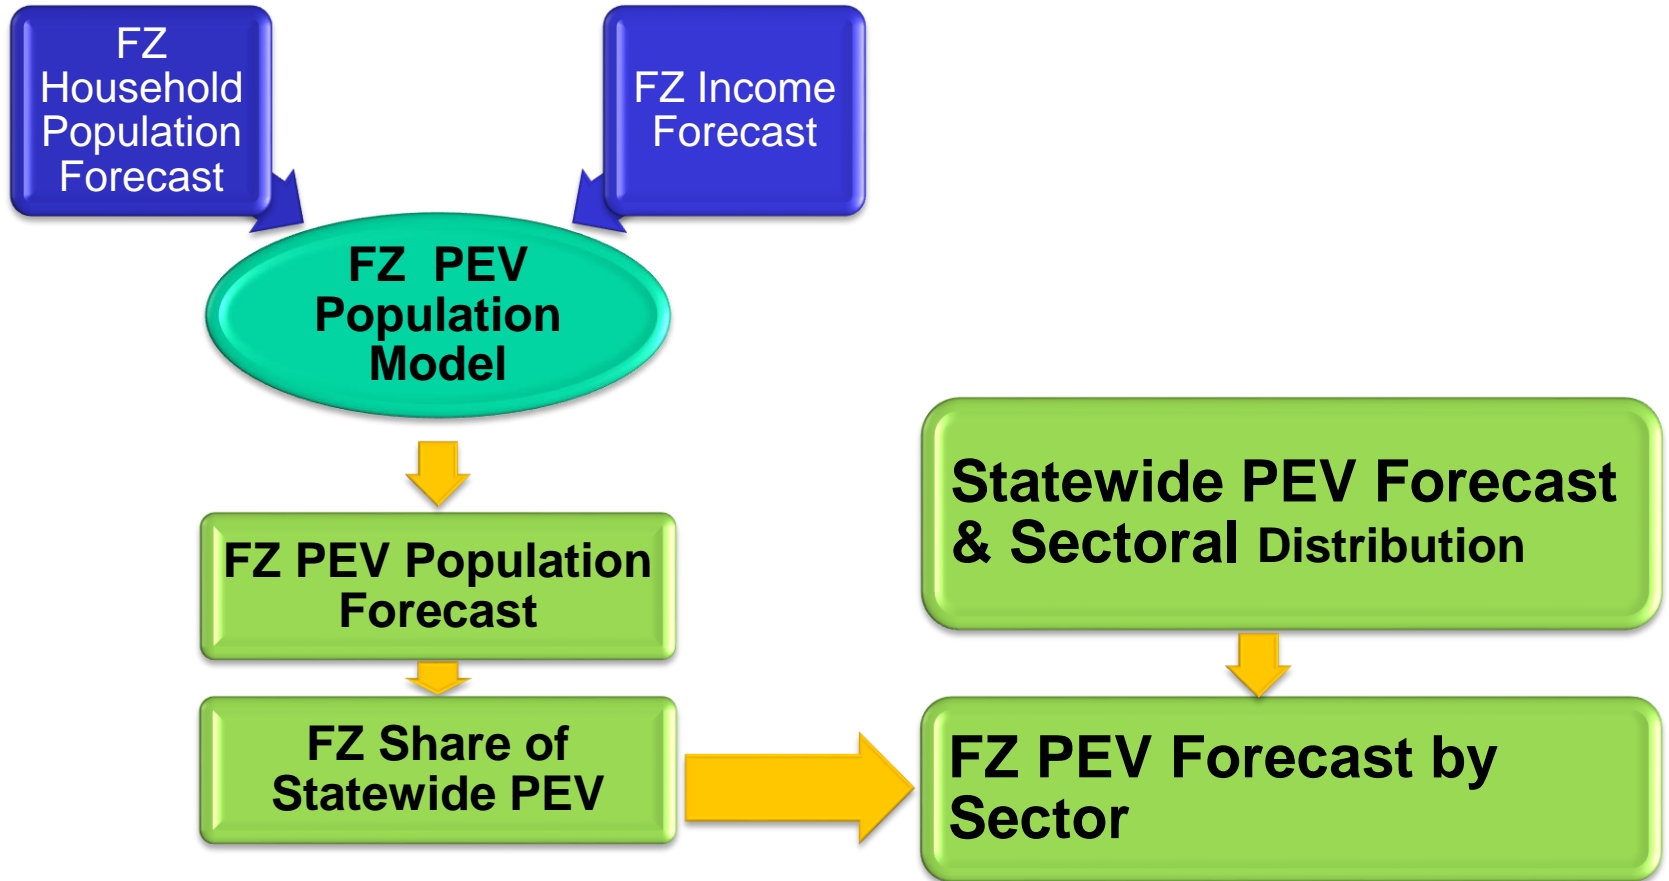 FZ
Household
Population
Forecast
FZ Income
Forecast
FZ PEV
Population
Model
FZ PEV Population
Forecast
FZ Share of
Statewide PEV
Statewide PEV Forecast
& Sectoral Distribution
FZ PEV Forecast by
Sector